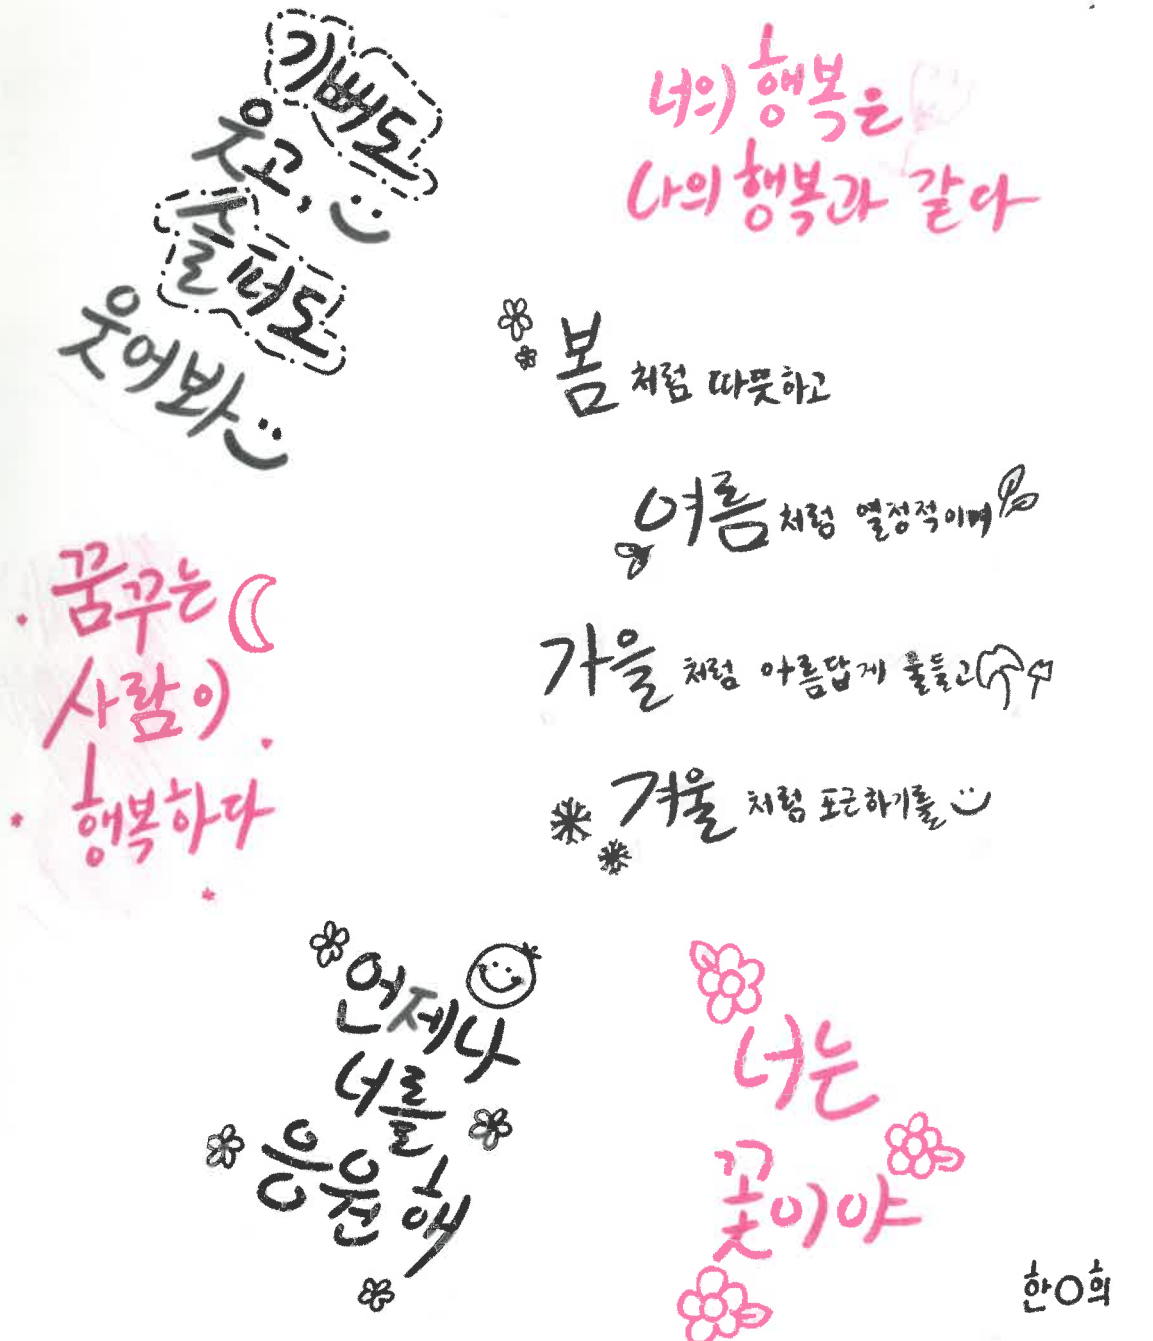 기뻐도
웃고,
슬퍼도
웃어봐
너의 행복은
나의 행복과 같다
봄처럼 따뜻하고
여름처럼 열정적이며
가을처럼 아름답게 물들고
겨울처럼 포근하기를
꿈꾸는
사람이
행복하다
언제나
너를
응원해
너는
꽃이야
한O희